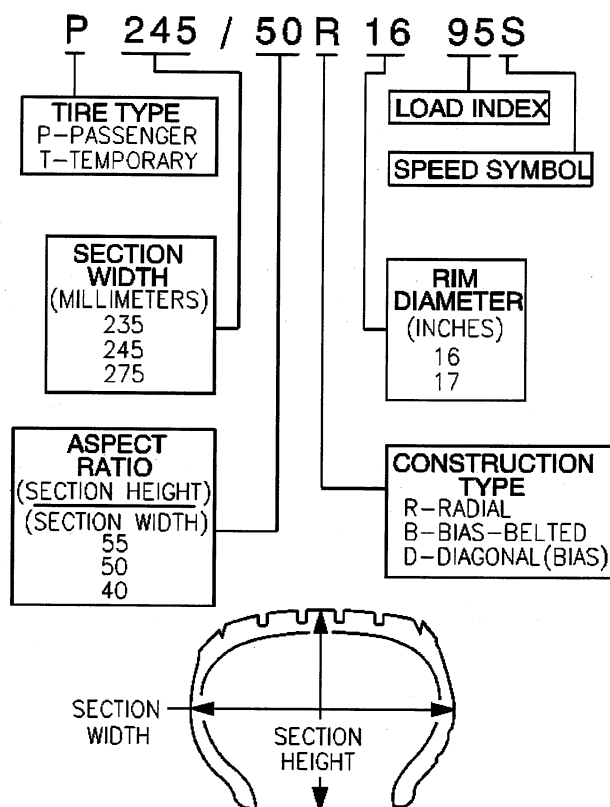 P 245 / 50 R 16 95 S
TIRE TYPE
P-PASSENGER
T-TEMPORARY
LOAD INDEX
SPEED SYMBOL
SECTION
WIDTH
(MILLIMETERS)
235
245
275
RIM
DIAMETER
(INCHES)
16
17
ASPECT
RATIO
(SECTION HEIGHT)
(SECTION WIDTH)
55
50
40
CONSTRUCTION
TYPE
R-RADIAL
B-BIAS-BELTED
D-DIAGONAL(BIAS)
SECTION
WIDTH
SECTION
HEIGHT